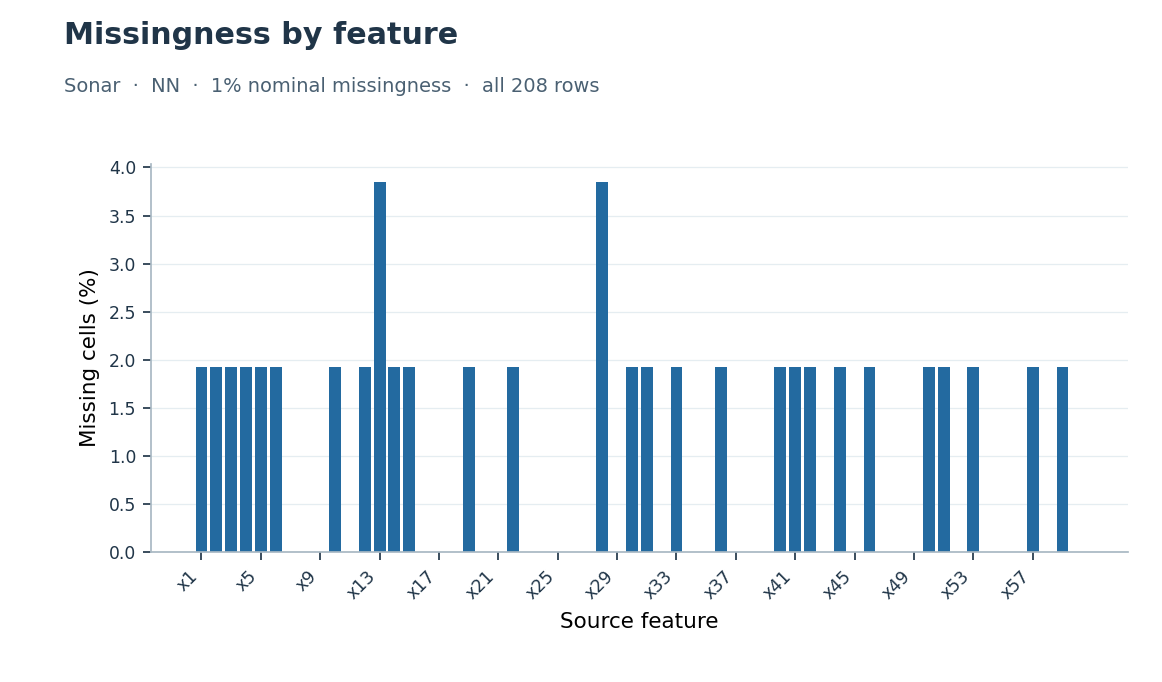 Missingness by feature
Sonar · NN · 1% nominal missingness · all 208 rows
4.0
3.5
3.0
2.5
2.0
1.5
1.0
0.5
0.0
Missing cells (%)
x1 x5 x9 x13 x17 x21 x25 x29 x33 x37 x41 x45 x49 x53 x57
Source feature